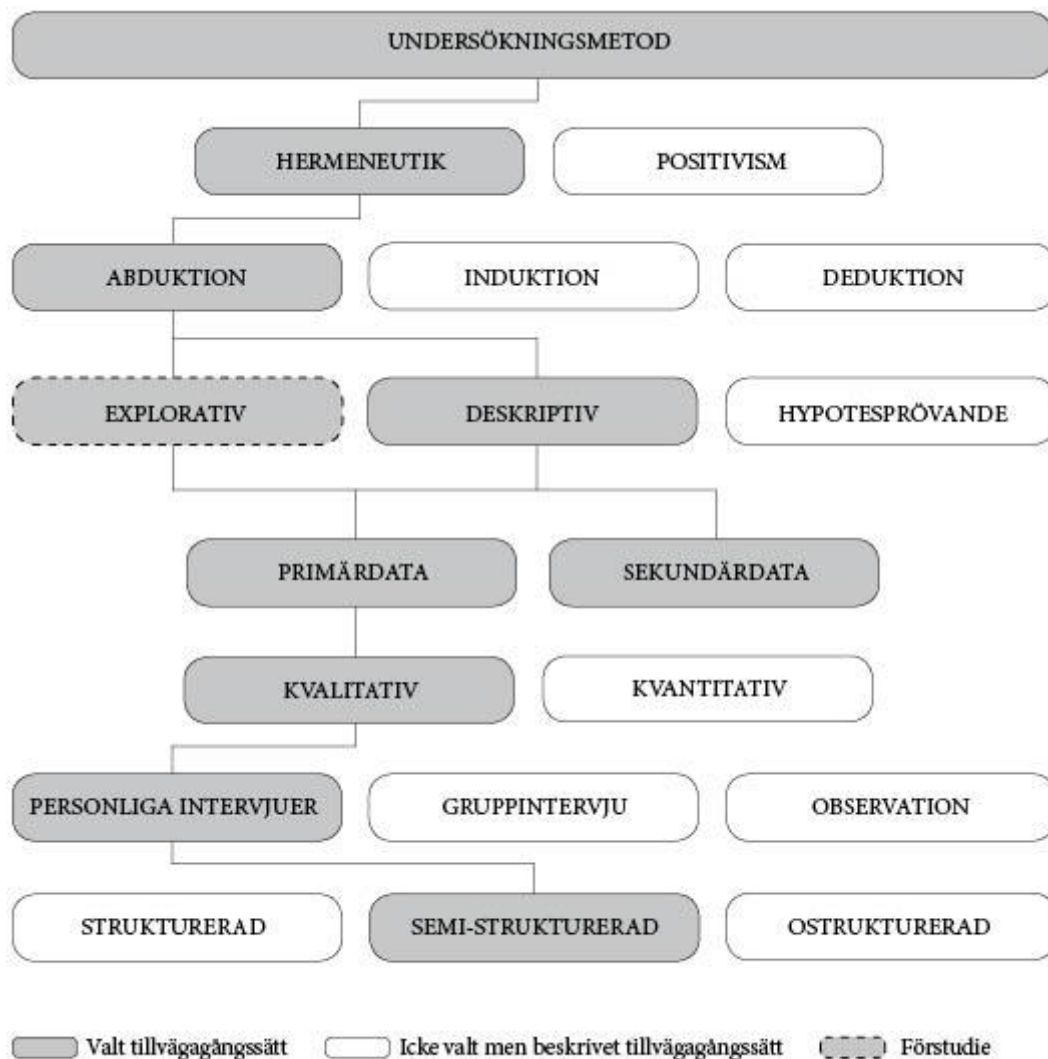 UNDERSÖKNINGSMETOD
HERMENEUTIK
POSITIVISM
ABDUKTION
INDUKTION
DEDUKTION
EXPLORATIV
DESKRIPTIV
HYPOTESPRÖVANDE
PRIMÄRDATA
SEKUNDÄRDATA
KVALITATIV
KVANTITATIV
PERSONLIGA INTERVJUER
GRUPPINTERVJU
OBSERVATION
STRUKTURERAD
SEMI-STRUKTURERAD
OSTRUKTURERAD
Valt tillvägagångssätt
Icke valt men beskrivet tillvägagångssätt
Förstudie